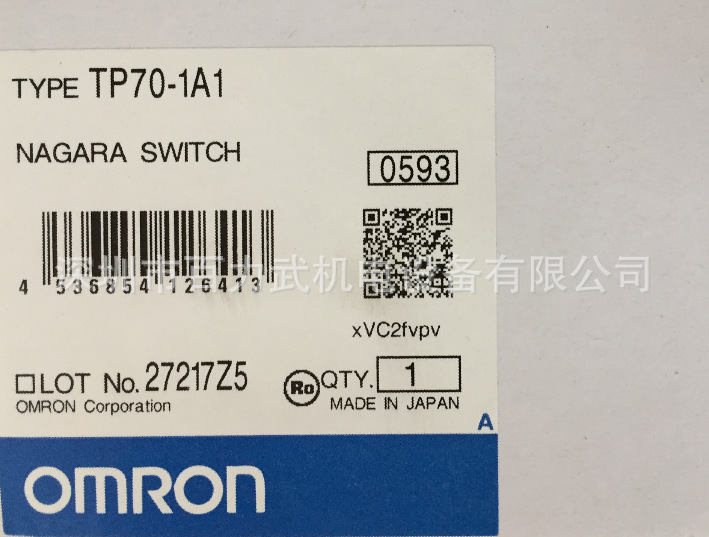 TYPE TP70-1A1
NAGARA SWITCH
0593
4 536854 126413
深圳市百力武机电设备有限公司
xVC2fvpv
□LOT No. 27217Z5
Ro QTY. 1
OMRON Corporation
MADE IN JAPAN
A
OMRON